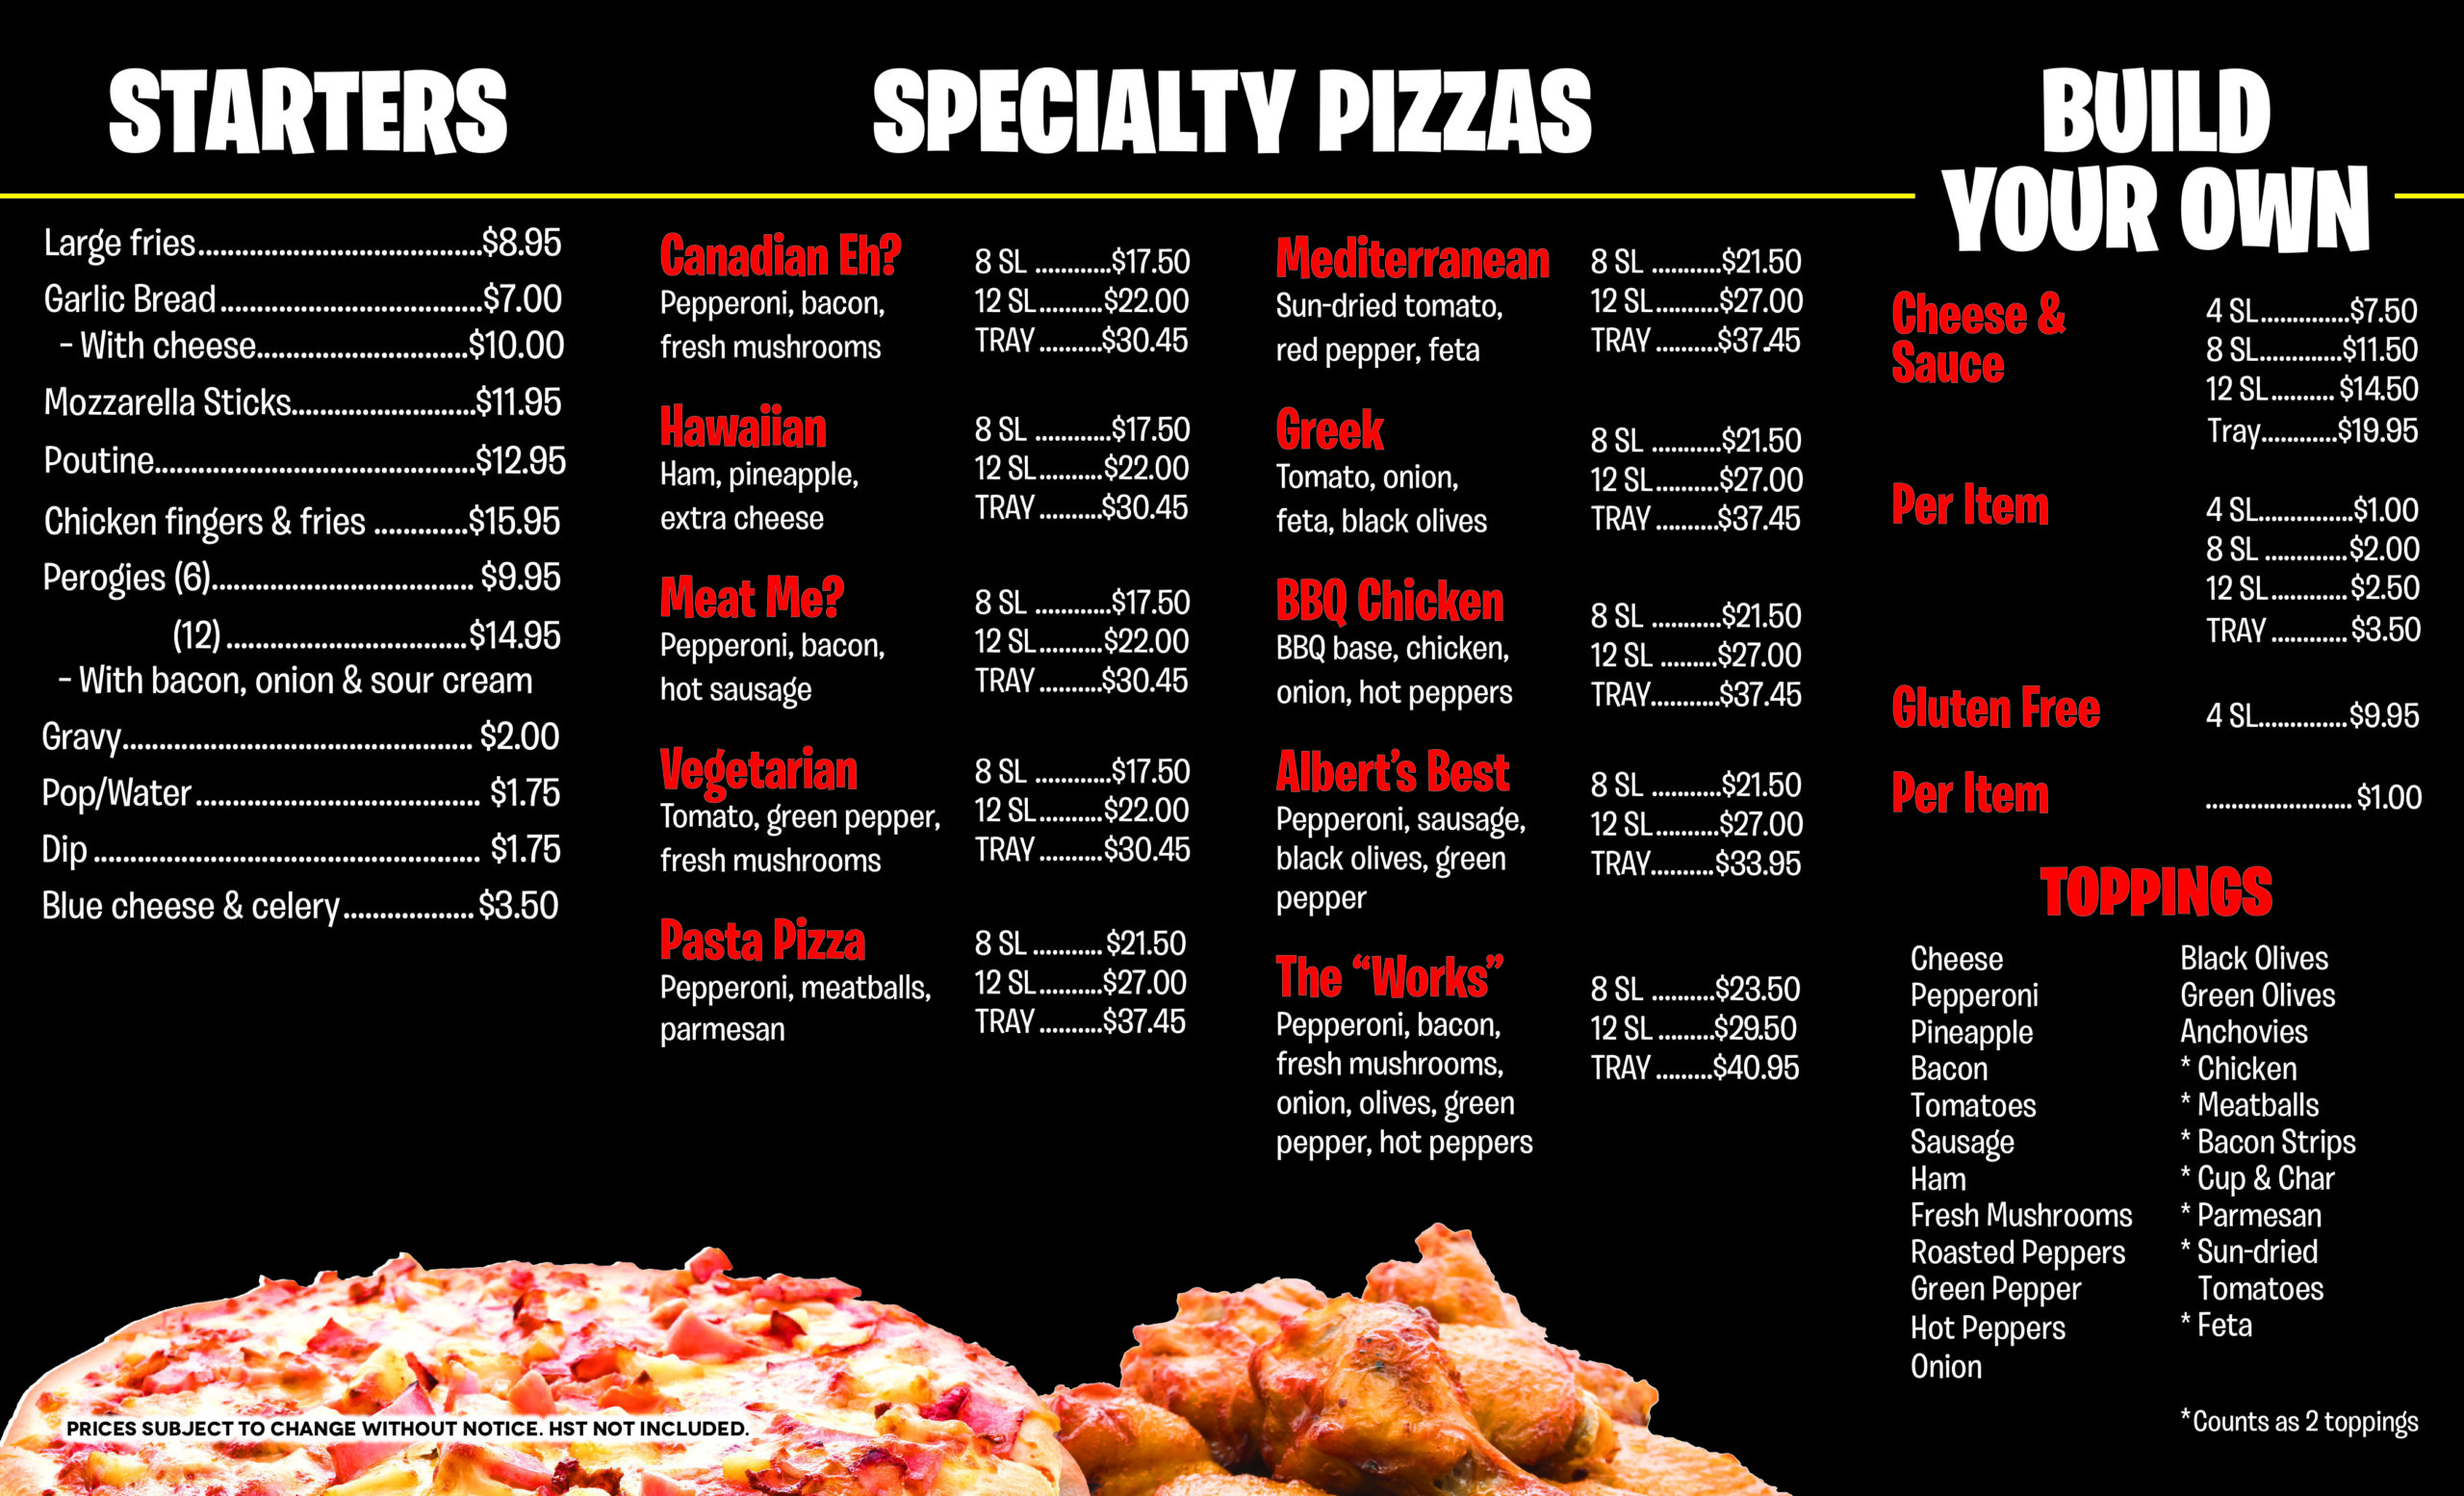 STARTERS
Large fries.......................................$8.95
Garlic Bread....................................$7.00
- With cheese.............................$10.00
Mozzarella Sticks.........................$11.95
Poutine............................................$12.95
Chicken fingers & fries .............$15.95
Perogies (6).................................... $9.95
(12).................................$14.95
- With bacon, onion & sour cream
Gravy................................................ $2.00
Pop/Water....................................... $1.75
Dip..................................................... $1.75
Blue cheese & celery.................. $3.50
SPECIALTY PIZZAS
Canadian Eh?
Pepperoni, bacon,
fresh mushrooms
8 SL ............$17.50
12 SL..........$22.00
TRAY..........$30.45
Hawaiian
Ham, pineapple,
extra cheese
8 SL ............$17.50
12 SL..........$22.00
TRAY..........$30.45
Meat Me?
Pepperoni, bacon,
hot sausage
8 SL ............$17.50
12 SL..........$22.00
TRAY..........$30.45
Vegetarian
Tomato, green pepper,
fresh mushrooms
8 SL ............$17.50
12 SL..........$22.00
TRAY..........$30.45
Pasta Pizza
Pepperoni, meatballs,
parmesan
8 SL ........... $21.50
12 SL..........$27.00
TRAY..........$37.45
Mediterranean
Sun-dried tomato,
red pepper, feta
8 SL ...........$21.50
12 SL..........$27.00
TRAY..........$37.45
Greek
Tomato, onion,
feta, black olives
8 SL ...........$21.50
12 SL..........$27.00
TRAY..........$37.45
BBQ Chicken
BBQ base, chicken,
onion, hot peppers
8 SL ...........$21.50
12 SL .........$27.00
TRAY...........$37.45
Albert's Best
Pepperoni, sausage,
black olives, green
pepper
8 SL ...........$21.50
12 SL..........$27.00
TRAY..........$33.95
The “Works”
Pepperoni, bacon,
fresh mushrooms,
onion, olives, green
pepper, hot peppers
8 SL ..........$23.50
12 SL .........$29.50
TRAY.........$40.95
BUILD
YOUR OWN
Cheese &
Sauce
4 SL..............$7.50
8 SL.............$11.50
12 SL.......... $14.50
Tray............$19.95
Per Item
4 SL...............$1.00
8 SL .............$2.00
12 SL............$2.50
TRAY............ $3.50
Gluten Free
4 SL..............$9.95
Per Item
....................... $1.00
TOPPINGS
Cheese
Pepperoni
Pineapple
Bacon
Tomatoes
Sausage
Ham
Fresh Mushrooms
Roasted Peppers
Green Pepper
Hot Peppers
Onion
Black Olives
Green Olives
Anchovies
* Chicken
* Meatballs
* Bacon Strips
* Cup & Char
* Parmesan
* Sun-dried
Tomatoes
* Feta
*Counts as 2 toppings
PRICES SUBJECT TO CHANGE WITHOUT NOTICE. HST NOT INCLUDED.